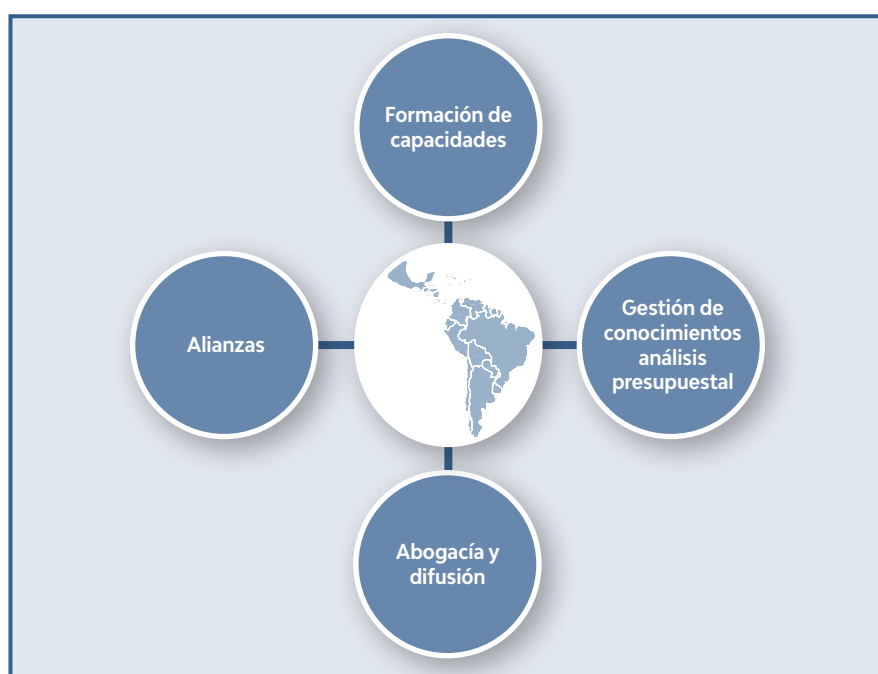 Formación de
capacidades
Alianzas
Gestión de
conocimientos
análisis
presupuestal
Abogacía y
difusión